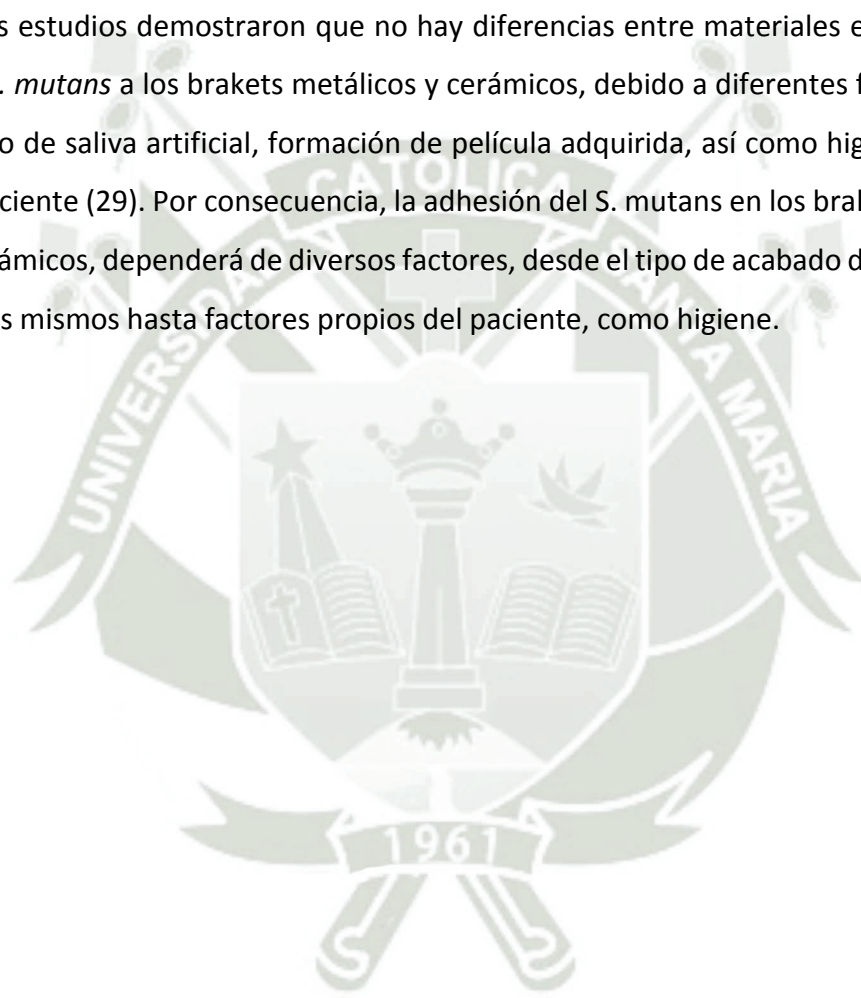 s estudios demostraron que no hay diferencias entre materiales e
. mutans a los brakets metálicos y cerámicos, debido a diferentes f
o de saliva artificial, formación de película adquirida, así como hig
ciente (29). Por consecuencia, la adhesión del S. mutans en los bra
ámicos, dependerá de diversos factores, desde el tipo de acabado d
s mismos hasta factores propios del paciente, como higiene.
UNIVERSIDAD CATÓLICA SANTA MARIA
1961